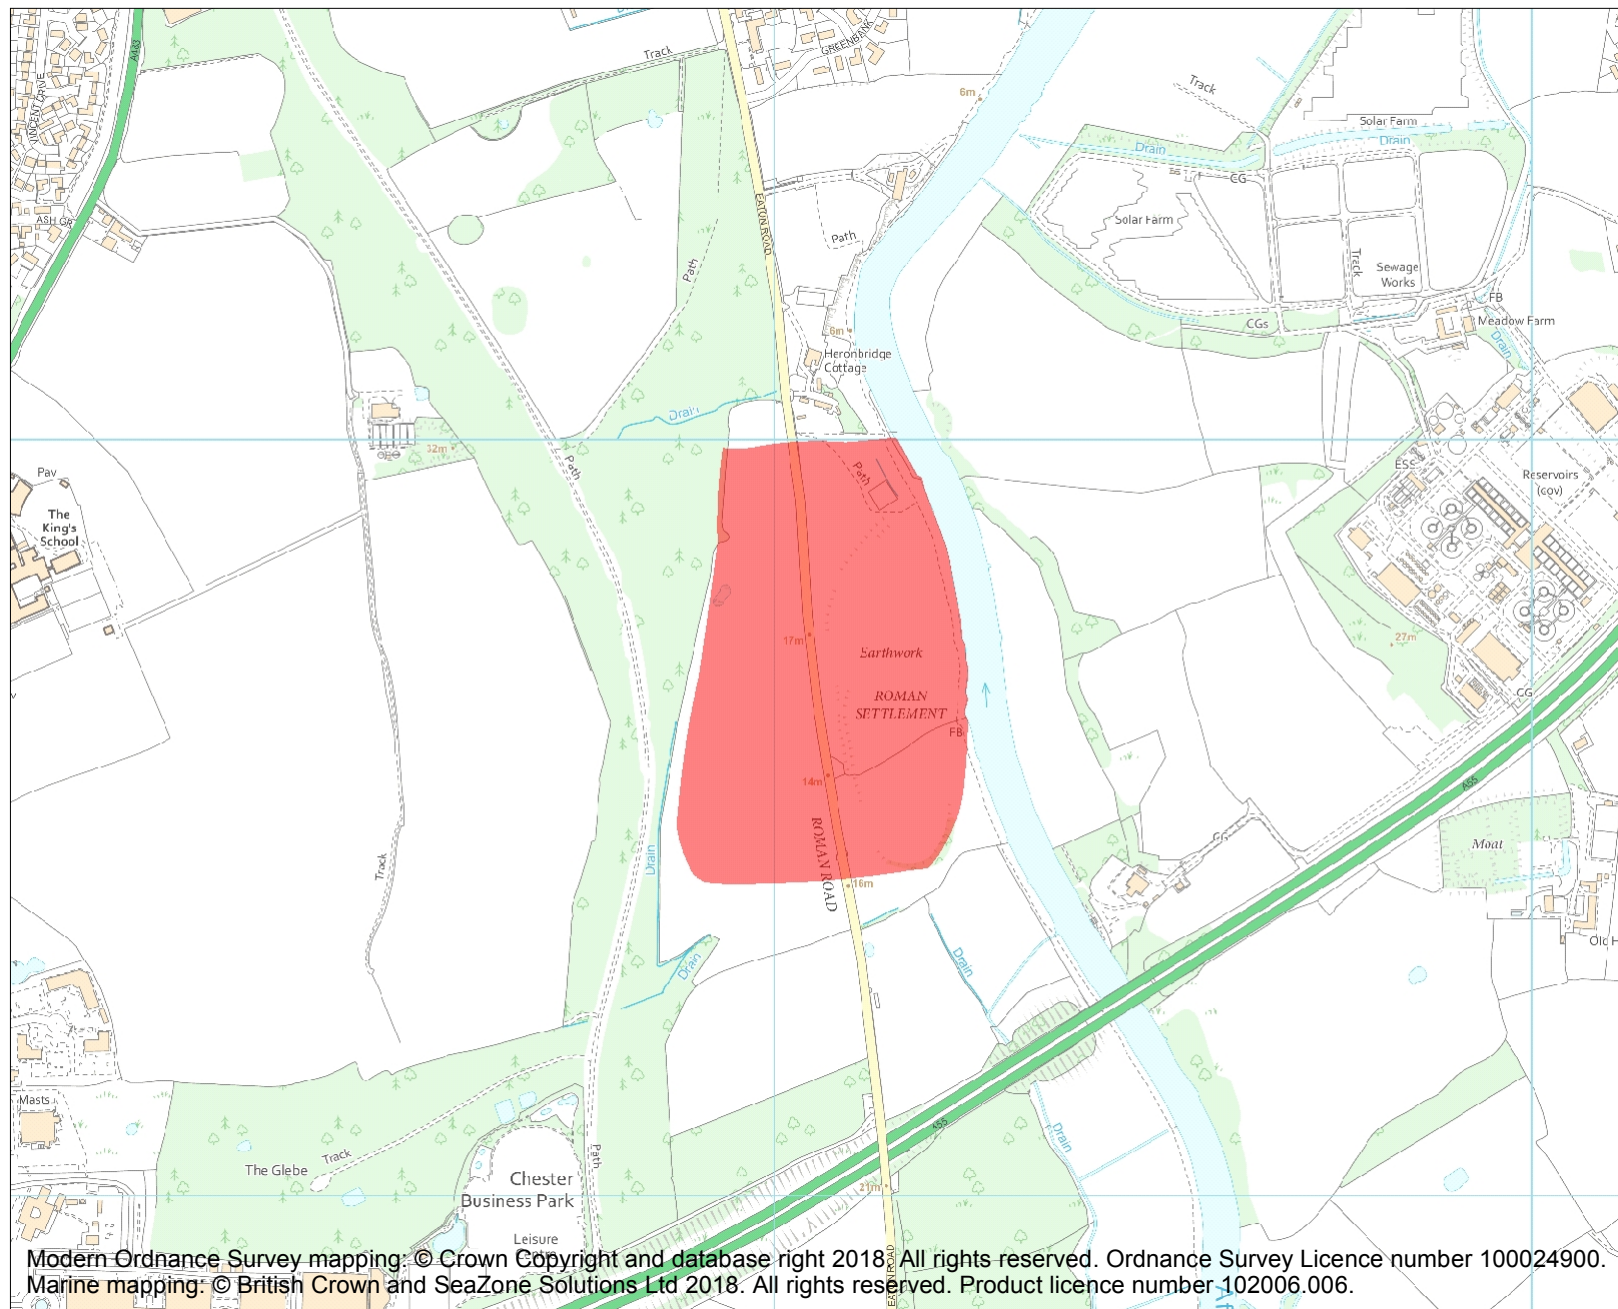 A483
VINCENT DRIVE
ASH GR
Track
GREENBANK
6m
Track
Solar Farm
Drain
Drain
CG
Solar Farm
Track
Sewage
Works
EATON ROAD
Path
Path
FB
CGs
Meadow Farm
Drain
6m
Heronbridge
Cottage
Drain
32m
Path
Path
Pav
The
King's
School
ESS
Reservoirs
(cov)
17m
Earthwork
ROMAN
SETTLEMENT
FB
27m
CG
14m
A55
ROMAN ROAD
Track
Drain
CG
Moat
16m
Drain
Drain
Old H
Masts
A55
Drain
The Glebe
Track
Path
Chester
Business Park
21m
Leisure
Centre
EATON ROAD
Modern Ordnance Survey mapping: © Crown Copyright and database right 2018. All rights reserved. Ordnance Survey Licence number 100024900.
Marine mapping: © British Crown and SeaZone Solutions Ltd 2018. All rights reserved. Product licence number 102006.006.